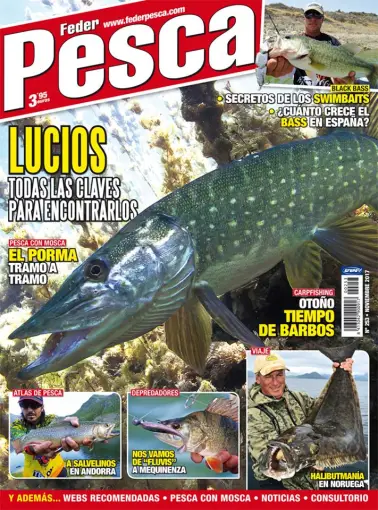 Feder
www.federpesca.com
Pesca
3'95
euros
BLACK BASS
· SECRETOS DE LOS SWIMBAITS
· ¿CUÁNTO CRECE EL
BASS EN ESPAÑA?
LUCIOS
TODAS LAS CLAVES
PARA ENCONTRARLOS
PESCA CON MOSCA
EL PORMA
TRAMO A
TRAMO
CARPFISHING
OTOÑO
TIEMPO
DE BARBOS
Nº 253 · NOVIEMBRE 2017
VIAJE
ATLAS DE PESCA
A SALVELINOS
EN ANDORRA
DEPREDADORES
NOS VAMOS
DE "FLUVIS" A
MEQUINENZA
HALIBUTMANÍA
EN NORUEGA
Y ADEMÁS... WEBS RECOMENDADAS · PESCA CON MOSCA · NOTICIAS · CONSULTORIO